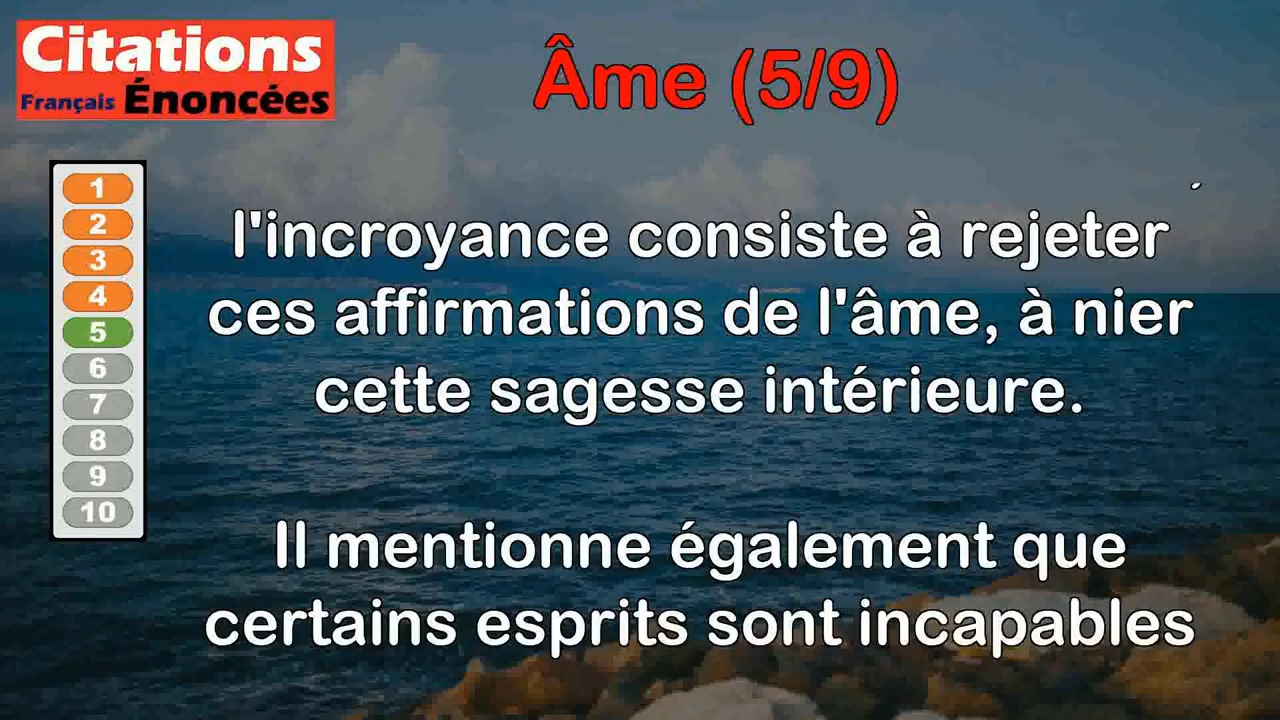 Citations
Français Énoncées
Âme (5/9)
1
2
3
4
5
6
7
8
9
10
l'incroyance consiste à rejeter
ces affirmations de l'âme, à nier
cette sagesse intérieure.
Il mentionne également que
certains esprits sont incapables